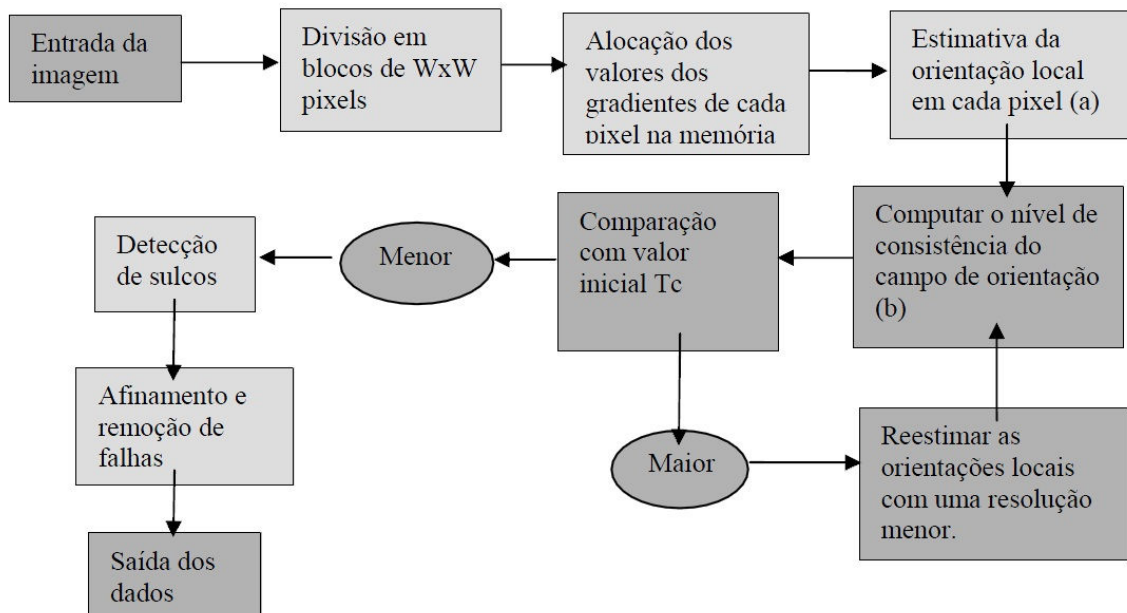 Entrada da
imagem
Divisão em
blocos de WxW
pixels
Alocação dos
valores dos
gradientes de cada
pixel na memória
Estimativa da
orientação local
em cada pixel (a)
Computar o nível de
consistência do
campo de orientação
(b)
Comparação
com valor
inicial Tc
Menor
Detecção
de sulcos
Afinamento e
remoção de
falhas
Saída dos
dados
Maior
Reestimar as
orientações locais
com uma resolução
menor.